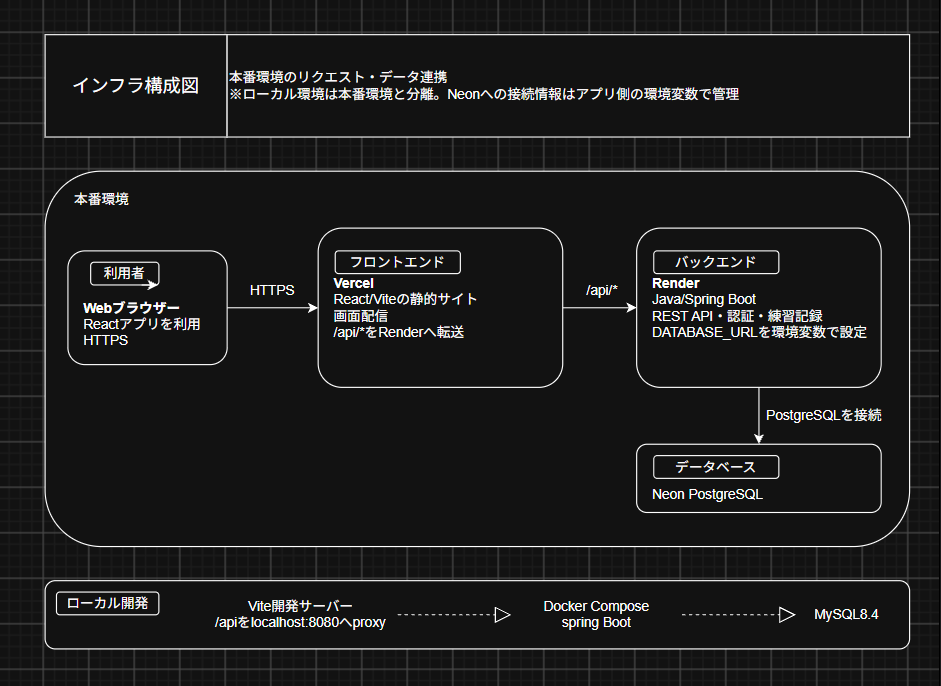 インフラ構成図
本番環境のリクエスト・データ連携
※ローカル環境は本番環境と分離。Neonへの接続情報はアプリ側の環境変数で管理
本番環境
利用者
Webブラウザー
Reactアプリを利用
HTTPS
HTTPS
フロントエンド
Vercel
React/Viteの静的サイト
画面配信
/api/*をRenderへ転送
/api/*
バックエンド
Render
Java/Spring Boot
REST API・認証・練習記録
DATABASE_URLを環境変数で設定
PostgreSQLを接続
データベース
Neon PostgreSQL
ローカル開発
Vite開発サーバー
/apiをlocalhost:8080へproxy
Docker Compose
spring Boot
MySQL8.4